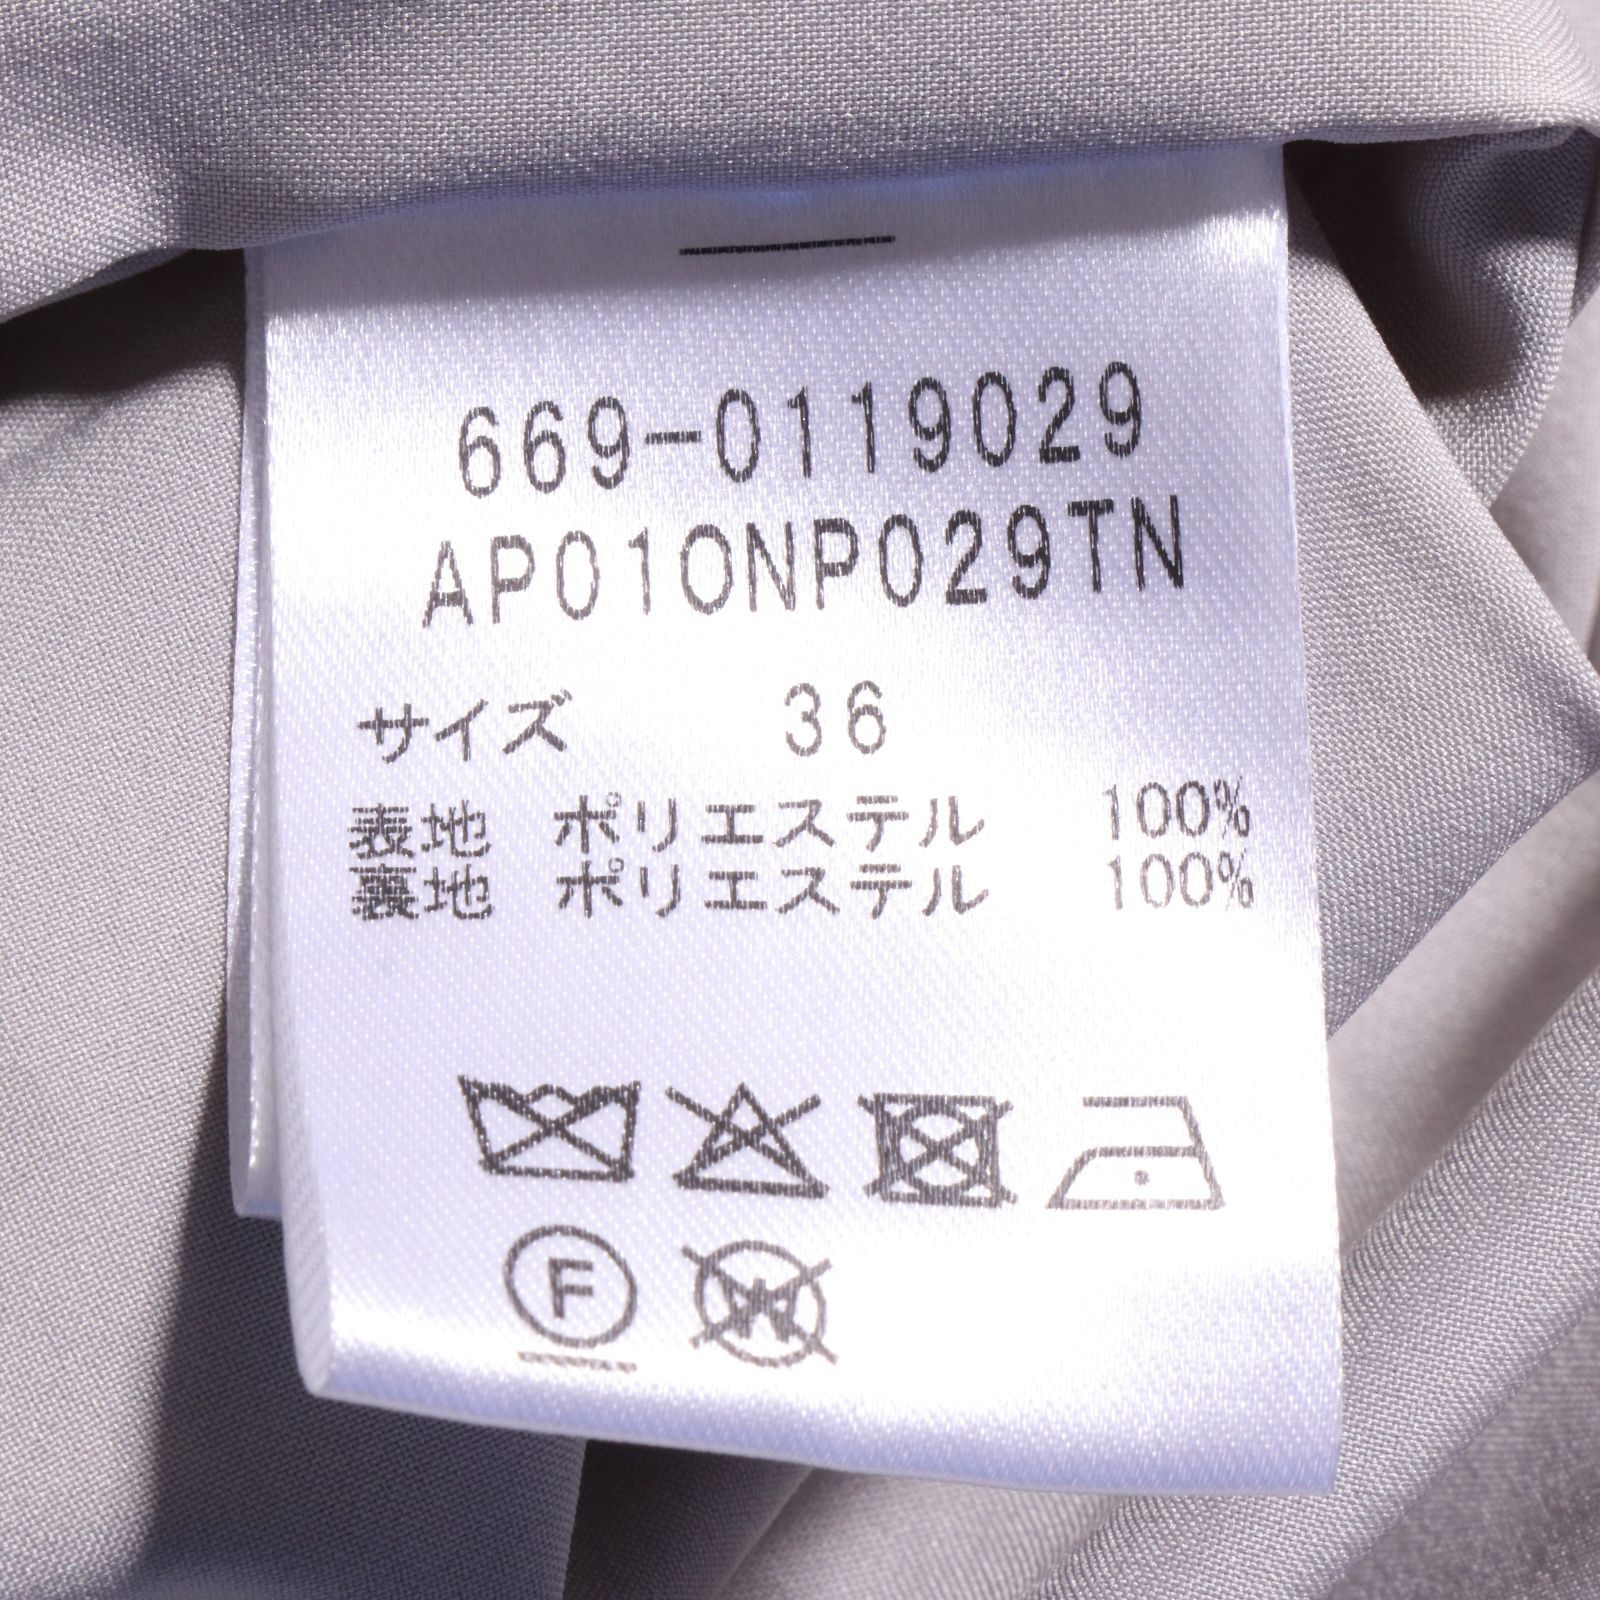 669-0119029
AP010NP029TN
サイズ 36
表地 ポリエステル 100%
裏地 ポリエステル 100%
F
W